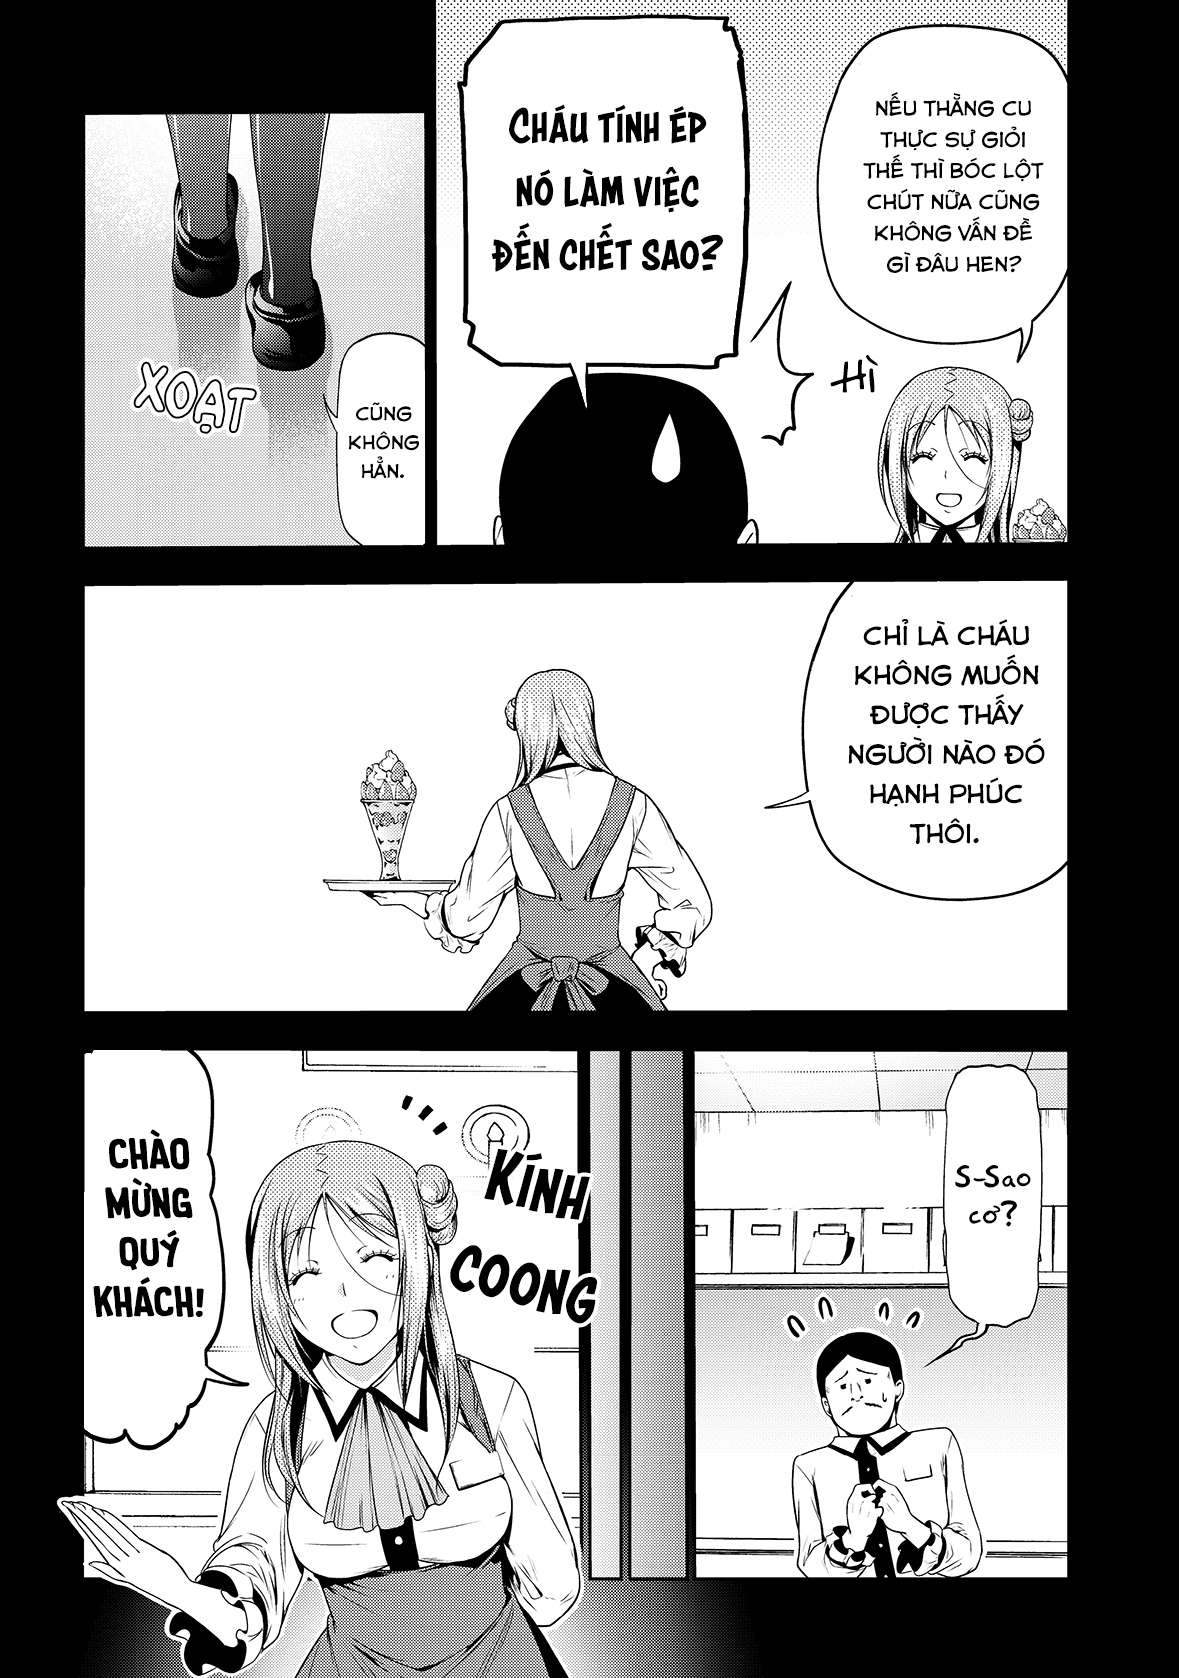 NẾU THẰNG CU
THỰC SỰ GIỎI
THẾ THÌ BÓC LỘT
CHÚT NỮA CŨNG
KHÔNG VẤN ĐỀ
GÌ ĐÂU HEN?
HÌ
CHÁU TÍNH ÉP
NÓ LÀM VIỆC
ĐẾN CHẾT SAO?
CŨNG
KHÔNG
HẲN.
XOẠT
CHỈ LÀ CHÁU
KHÔNG MUỐN
ĐƯỢC THẤY
NGƯỜI NÀO ĐÓ
HẠNH PHÚC
THÔI.
S-Sao
cơ?
KÍNH
COONG
CHÀO
MỪNG
QUÝ
KHÁCH!